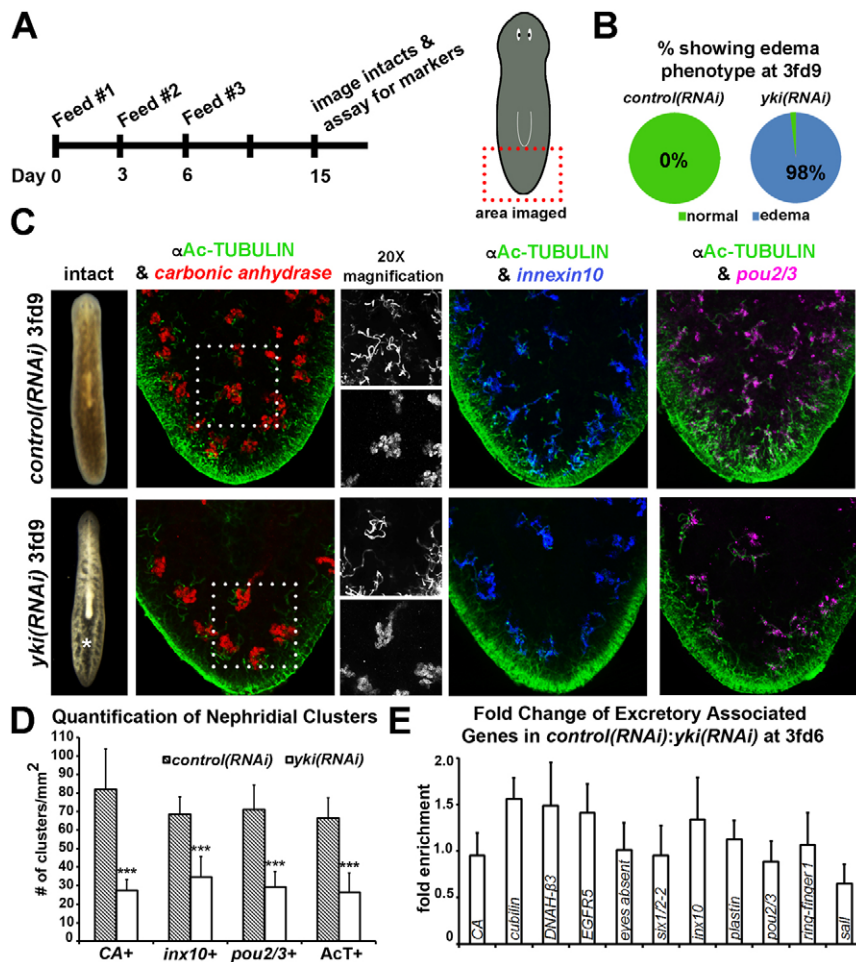 A
Feed #1
Feed #2
Feed #3
image intacts &
assay for markers
Day 0 3 6 15
area imaged
B
% showing edema
phenotype at 3fd9
control(RNAi) yki(RNAi)
0%
98%
normal edema
C
intact
αAc-TUBULIN
& carbonic anhydrase
20X
magnification
αAc-TUBULIN
& innexin10
αAc-TUBULIN
& pou2/3
control(RNAi) 3fd9
yki(RNAi) 3fd9
*
D
Quantification of Nephridial Clusters
# of clusters/mm2
110
100
90
80
70
60
50
40
30
20
10
0
control(RNAi) yki(RNAi)
*** *** *** ***
CA+ inx10+ pou2/3+ AcT+
E
Fold Change of Excretory Associated
Genes in control(RNAi):yki(RNAi) at 3fd6
fold enrichment
2.0
1.5
1.0
0.5
0
CA
cubilin
DNAH-β3
EGFR5
eyes absent
six1/2-2
inx10
plastin
pou2/3
ring-finger 1
sall